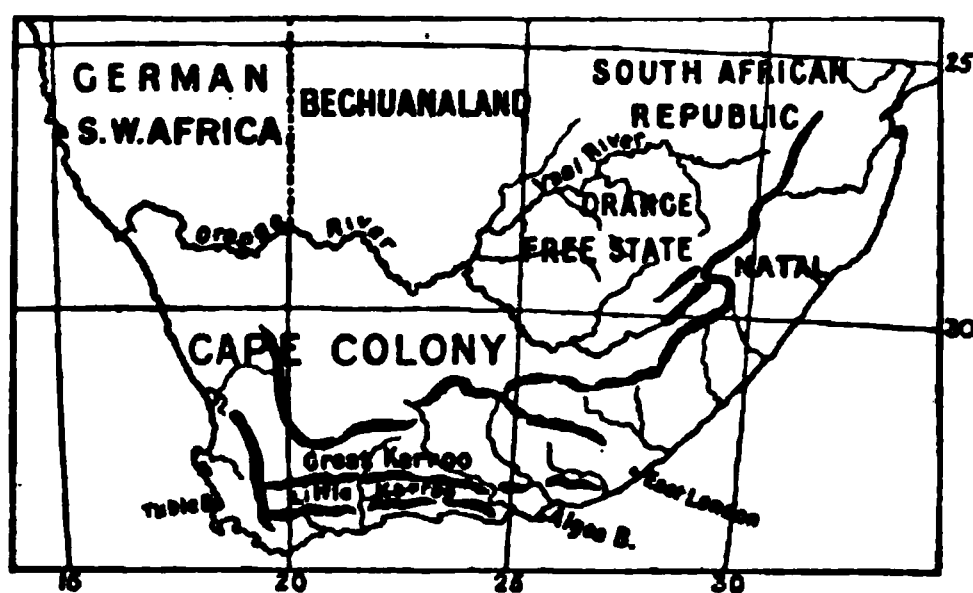 GERMAN
S.W.AFRICA
BECHUANALAND
SOUTH AFRICAN
REPUBLIC
25
Vaal River
ORANGE
FREE STATE
Orange River
NATAL
30
CAPE COLONY
Great Karroo
Little Karroo
Table B.
East London
Algoa B.
15 20 25 30